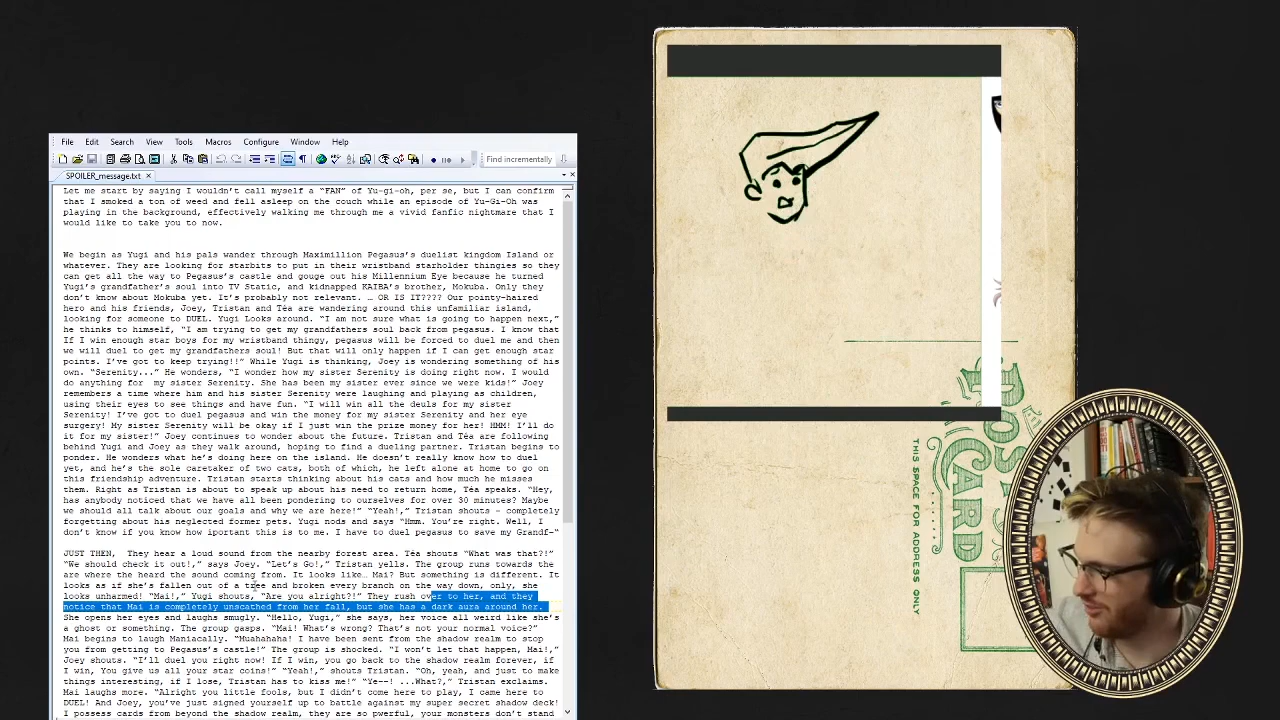 File Edit Search View Tools Macros Configure Window Help
Find incrementally
SPOILER_message.txt
Let me start by saying I wouldn't call myself a “FAN” of Yu-gi-oh, per se, but I can confirm
that I smoked a ton of weed and fell asleep on the couch while an episode of Yu-Gi-Oh was
playing in the background, effectively walking me through me a vivid fanfic nightmare that I
would like to take you to now.
We begin as Yugi and his pals wander through Maximillion Pegasus's duelist kingdom Island or
whatever. They are looking for starbits to put in their wristband starholder thingies so they
can get all the way to Pegasus's castle and gouge out his Millennium Eye because he turned
Yugi's grandfather's soul into TV Static, and kidnapped KAIBA's brother, Mokuba. Only they
don't know about Mokuba yet. It's probably not relevant. … OR IS IT???? Our pointy-haired
hero and his friends, Joey, Tristan and Téa are wandering around this unfamiliar island,
looking for someone to DUEL. Yugi Looks around. “I am not sure what is going to happen next,”
he thinks to himself, “I am trying to get my grandfathers soul back from pegasus. I know that
If I win enough star boys for my wristband thingy, pegasus will be forced to duel me and then
we will duel to get my grandfathers soul! But that will only happen if I can get enough star
points. I've got to keep trying!!” While Yugi is thinking, Joey is wondering something of his
own. “Serenity...” He wonders, “I wonder how my sister Serenity is doing right now. I would
do anything for  my sister Serenity. She has been my sister ever since we were kids!” Joey
remembers a time where him and his sister Serenity were laughing and playing as children,
using their eyes to see things and have fun. “I will win all the deuls for my sister
Serenity! I've got to duel pegasus and win the money for my sister Serenity and her eye
surgery! My sister Serenity will be okay if I just win the prize money for her! HMM! I'll do
it for my sister!” Joey continues to wonder about the future. Tristan and Téa are following
behind Yugi and Joey as they walk around, hoping to find a dueling partner. Tristan begins to
ponder. He wonders what he's doing here on the island. He doesn't really know how to duel
yet, and he's the sole caretaker of two cats, both of which, he left alone at home to go on
this friendship adventure. Tristan starts thinking about his cats and how much he misses
them. Right as Tristan is about to speak up about his need to return home, Téa speaks. “Hey,
has anybody noticed that we have all been pondering to ourselves for over 30 minutes? Maybe
we should all talk about our goals and why we are here!” “Yeah!,” Tristan shouts - completely
forgetting about his neglected former pets. Yugi nods and says “Hmm. You're right. Well, I
don't know if you know how iportant this is to me. I have to duel pegasus to save my Grandf-“
JUST THEN,  They hear a loud sound from the nearby forest area. Téa shouts “What was that?!”
“We should check it out!,” says Joey. “Let's Go!,” Tristan yells. The group runs towards the
are where the heard the sound coming from. It looks like… Mai? But something is different. It
looks as if she's fallen out of a tree and broken every branch on the way down, only, she
looks unharmed! “Mai!,” Yugi shouts, “Are you alright?!” They rush over to her, and they
notice that Mai is completely unscathed from her fall, but she has a dark aura around her.
She opens her eyes and laughs smugly. “Hello, Yugi,” she says, her voice all weird like she's
a ghost or something. The group gasps. “Mai! What's wrong? That's not your normal voice?”
Mai begins to laugh Maniacally. “Muahahaha! I have been sent from the shadow realm to stop
you from getting to Pegasus's castle!” The group is shocked. “I won't let that happen, Mai!,”
Joey shouts. “I'll duel you right now! If I win, you go back to the shadow realm forever, if
I win, You give us all your star coins!” “Yeah!,” shouts Tristan. “Oh, yeah, and just to make
things interesting, if I lose, Tristan has to kiss me!” “Ye--! ..What?,” Tristan exclaims.
Mai laughs more. “Alright you little fools, but I didn't come here to play, I came here to
DUEL! And Joey, you've just signed yourself up to battle against my super secret shadow deck!
I possess cards from beyond the shadow realm, they are so pwerful, your monsters don't stand
POST
CARD
THIS SPACE FOR ADDRESS ONLY